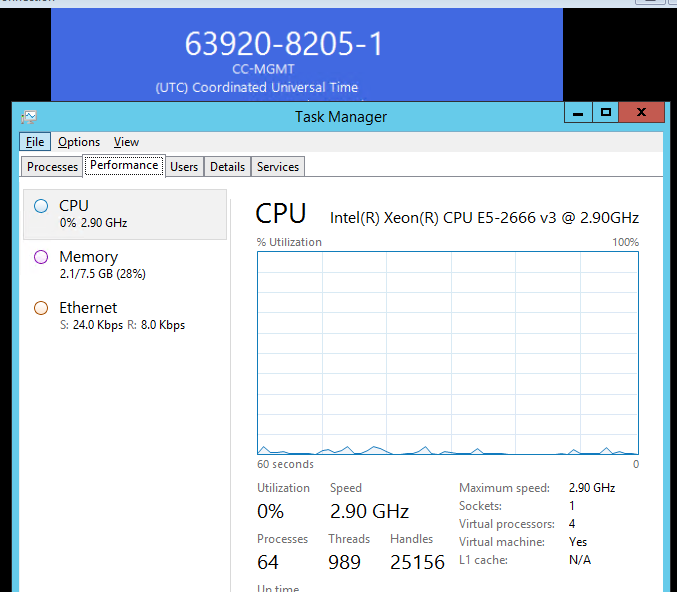 63920-8205-1
CC-MGMT
(UTC) Coordinated Universal Time
Task Manager
File Options View
Processes Performance Users Details Services
CPU
0% 2.90 GHz
Memory
2.1/7.5 GB (28%)
Ethernet
S: 24.0 Kbps R: 8.0 Kbps
CPU Intel(R) Xeon(R) CPU E5-2666 v3 @ 2.90GHz
% Utilization 100%
60 seconds 0
Utilization Speed
0% 2.90 GHz
Processes Threads Handles
64 989 25156
Maximum speed: 2.90 GHz
Sockets: 1
Virtual processors: 4
Virtual machine: Yes
L1 cache: N/A
Up time